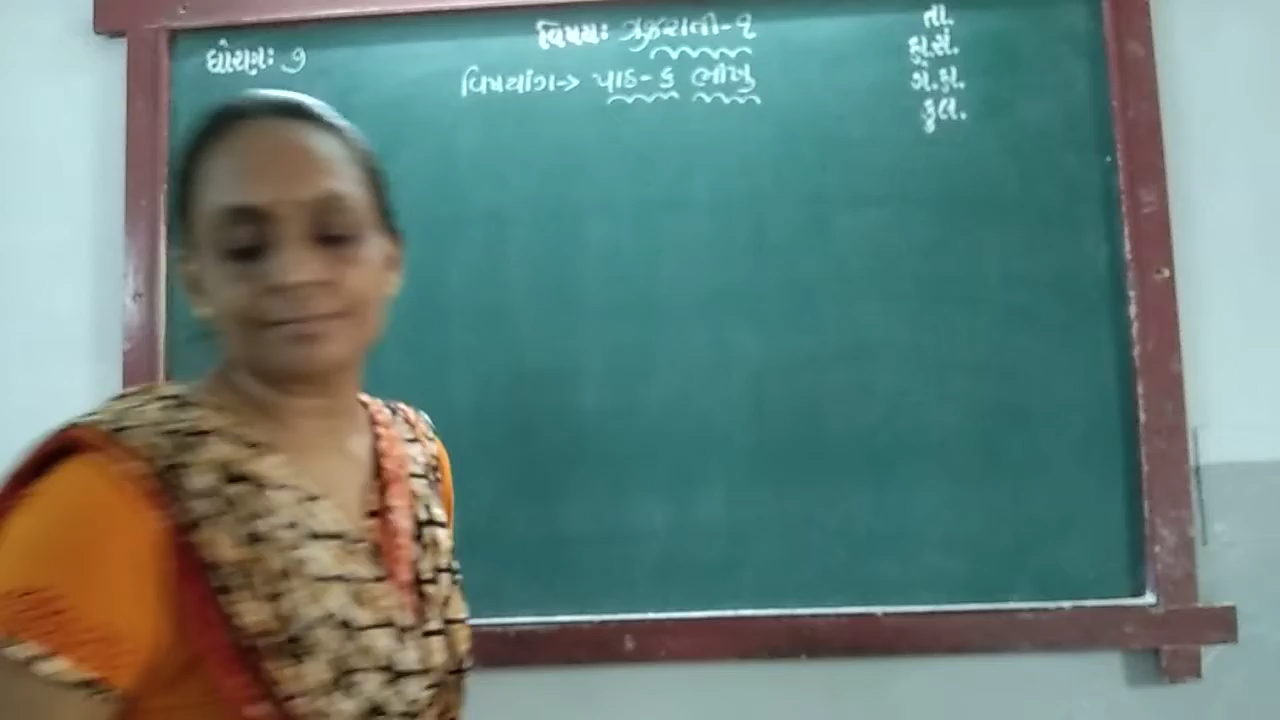 વિષય: ગુજરાતી-૧
ધોરણ: ૭
વિષયાંગ-> પાઠ-૬ ભીખુ
તા.
હા.સં.
ગે.હા.
કુલ.